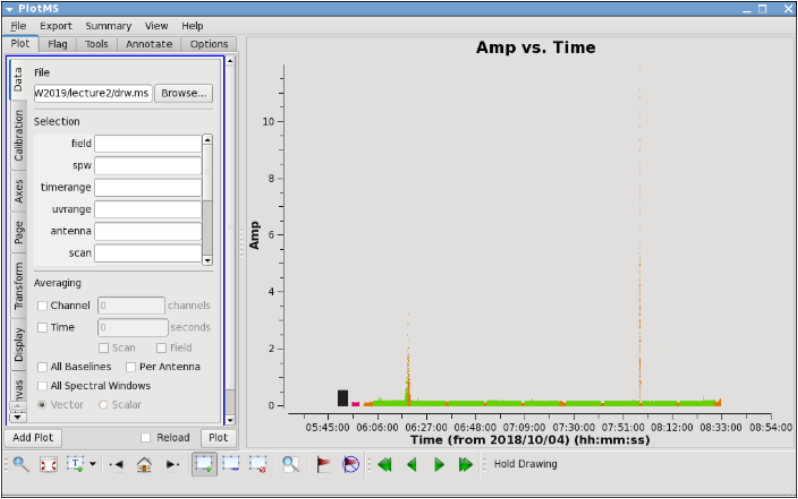 PlotMS
File Export Summary View Help
Plot Flag Tools Annotate Options
Data
Calibration
Axes
Page
Transform
Display
nvas
File
W2019/lecture2/drw.ms Browse...
Selection
field
spw
timerange
uvrange
antenna
scan
Averaging
Channel 0 channels
Time 0 seconds
Scan Field
All Baselines Per Antenna
All Spectral Windows
Vector Scalar
Add Plot Reload Plot
Amp vs. Time
Amp
10
8
6
4
2
0
05:45:00 06:06:00 06:27:00 06:48:00 07:09:00 07:30:00 07:51:00 08:12:00 08:33:00 08:54:00
Time (from 2018/10/04) (hh:mm:ss)
Hold Drawing